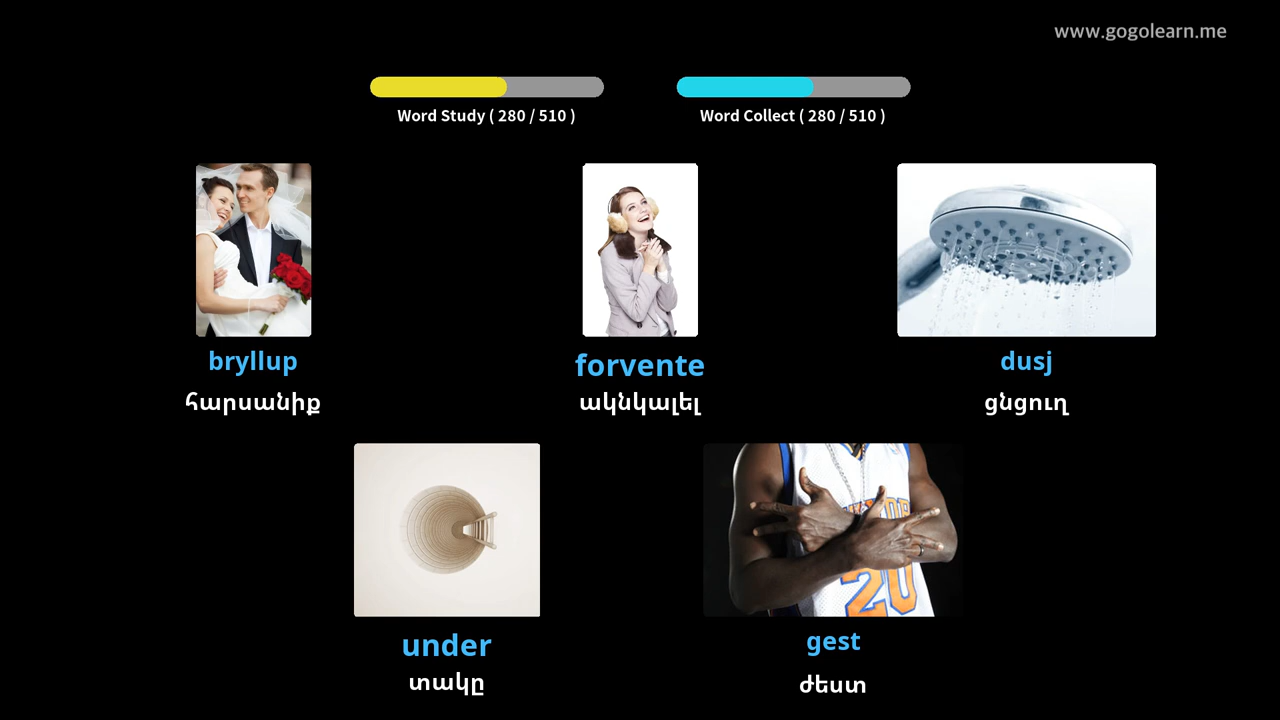 www.gogolearn.me
Word Study ( 280 / 510 )
Word Collect ( 280 / 510 )
bryllup
հարսանիք
forvente
ակնկալել
dusj
ցնցուղ
20
under
տակը
gest
ժեստ